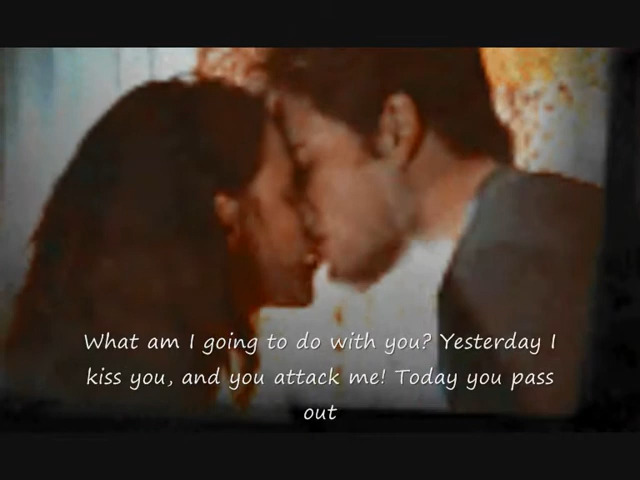 What am I going to do with you? Yesterday I
kiss you, and you attack me! Today you pass
out